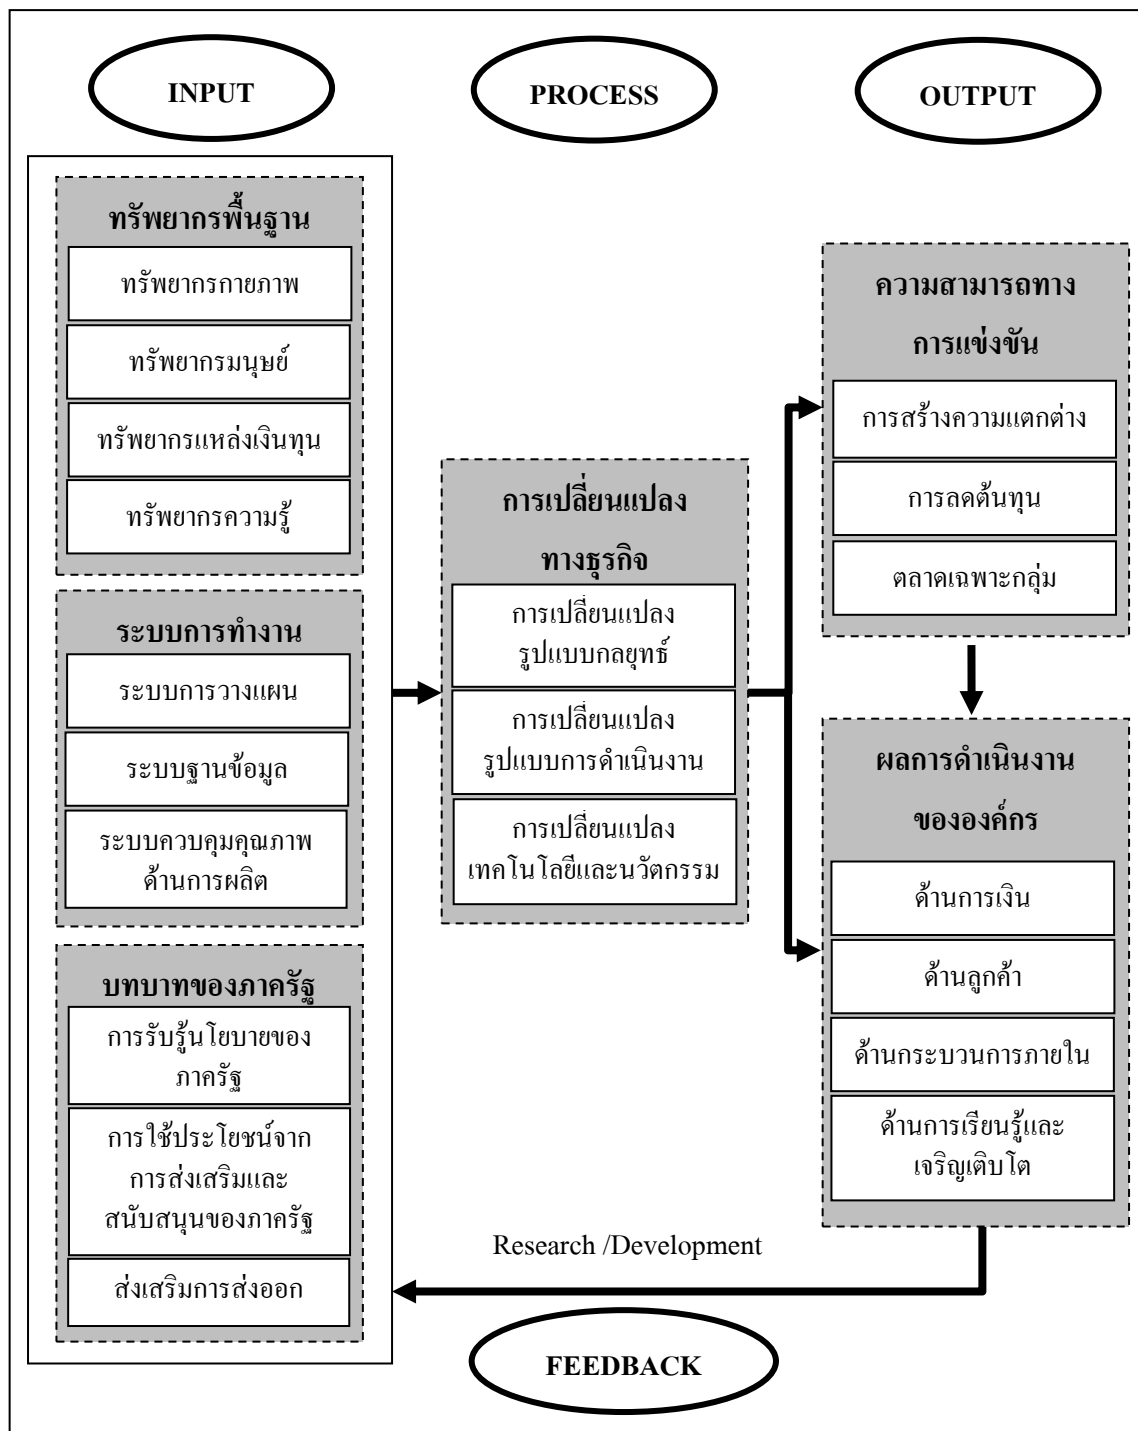 INPUT
PROCESS
OUTPUT
ทรัพยากรพื้นฐาน
ทรัพยากรกายภาพ
ทรัพยากรมนุษย์
ทรัพยากรแหล่งเงินทุน
ทรัพยากรความรู้
ระบบการทำงาน
ระบบการวางแผน
ระบบฐานข้อมูล
ระบบควบคุมคุณภาพ
ด้านการผลิต
บทบาทของภาครัฐ
การรับรู้นโยบายของ
ภาครัฐ
การใช้ประโยชน์จาก
การส่งเสริมและ
สนับสนุนของภาครัฐ
ส่งเสริมการส่งออก
การเปลี่ยนแปลง
ทางธุรกิจ
การเปลี่ยนแปลง
รูปแบบกลยุทธ์
การเปลี่ยนแปลง
รูปแบบการดำเนินงาน
การเปลี่ยนแปลง
เทคโนโลยีและนวัตกรรม
ความสามารถทาง
การแข่งขัน
การสร้างความแตกต่าง
การลดต้นทุน
ตลาดเฉพาะกลุ่ม
ผลการดำเนินงาน
ขององค์กร
ด้านการเงิน
ด้านลูกค้า
ด้านกระบวนการภายใน
ด้านการเรียนรู้และ
เจริญเติบโต
Research /Development
FEEDBACK